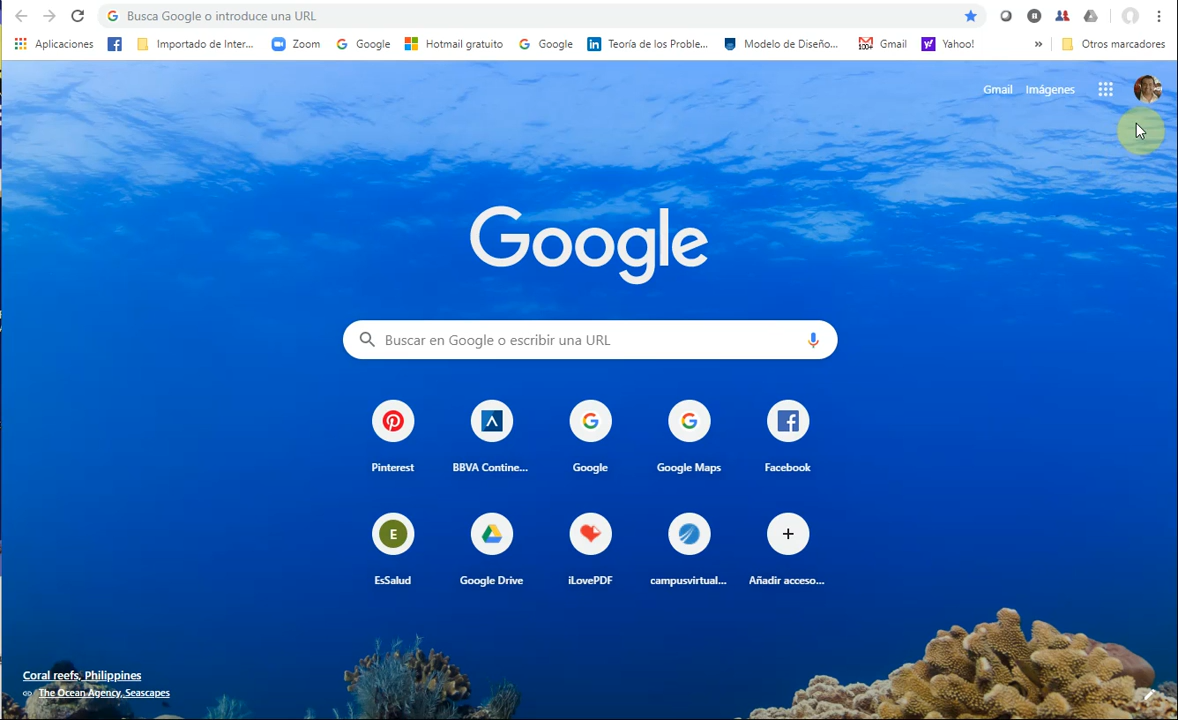 Busca Google o introduce una URL
Aplicaciones Importado de Inter... Zoom Google Hotmail gratuito Google Teoría de los Proble... Modelo de Diseño... Gmail Yahoo! » Otros marcadores
Gmail Imágenes
Google
Buscar en Google o escribir una URL
Pinterest BBVA Contine... Google Google Maps Facebook
E
EsSalud Google Drive iLovePDF campusvirtual... Añadir acceso...
Coral reefs, Philippines
The Ocean Agency, Seascapes